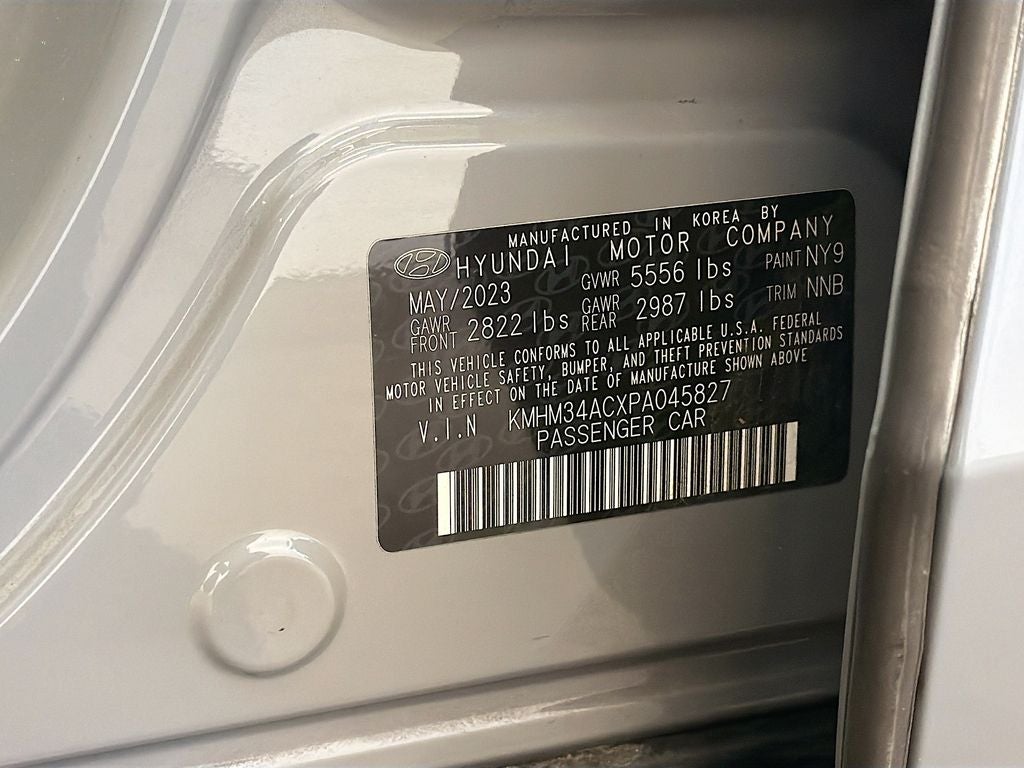 MANUFACTURED IN KOREA BY
HYUNDAI MOTOR COMPANY
MAY/2023 GVWR 5556 lbs PAINT NY9
GAWR FRONT 2822 lbs GAWR REAR 2987 lbs TRIM NNB
THIS VEHICLE CONFORMS TO ALL APPLICABLE U.S.A. FEDERAL
MOTOR VEHICLE SAFETY, BUMPER, AND THEFT PREVENTION STANDARDS
IN EFFECT ON THE DATE OF MANUFACTURE SHOWN ABOVE
V.I.N KMHM34ACXPA045827
PASSENGER CAR